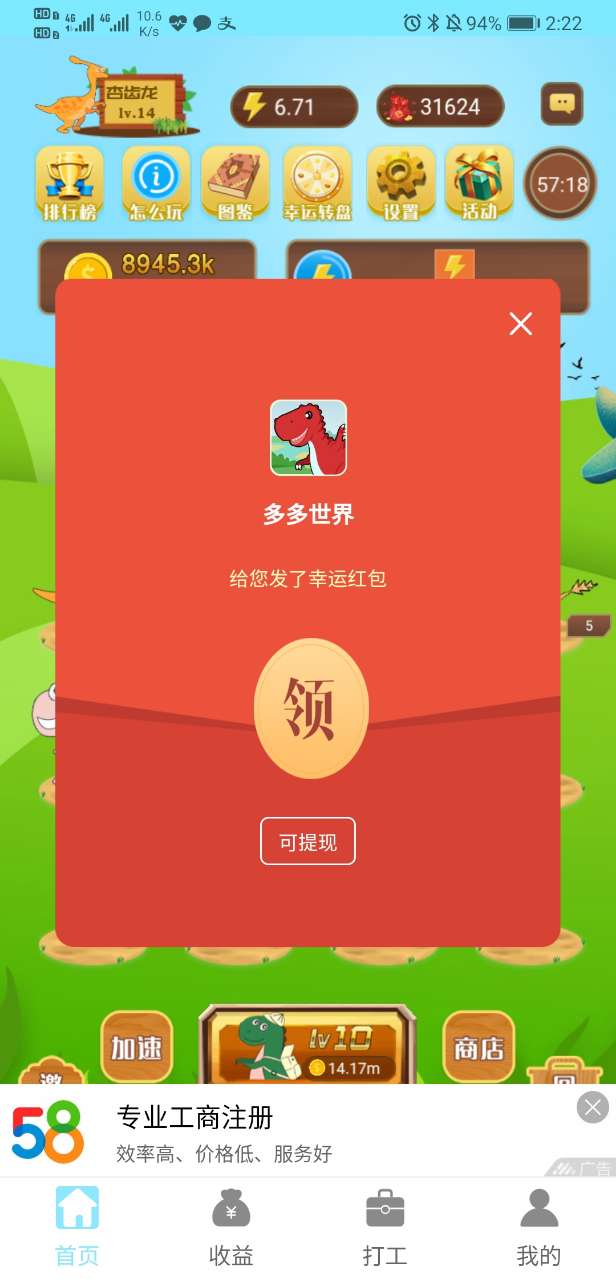 HD 1 4G 4G 10.6 K/s 支 94% 2:22
HD 2
杏齿龙
lv.14
6.71
31624
57:18
排行榜 怎么玩 图鉴 幸运转盘 设置 活动
8945.3k
多多世界
给您发了幸运红包
5
领
可提现
加速
lv10
14.17m
商店
58
专业工商注册
效率高、价格低、服务好
广告
首页 收益 打工 我的